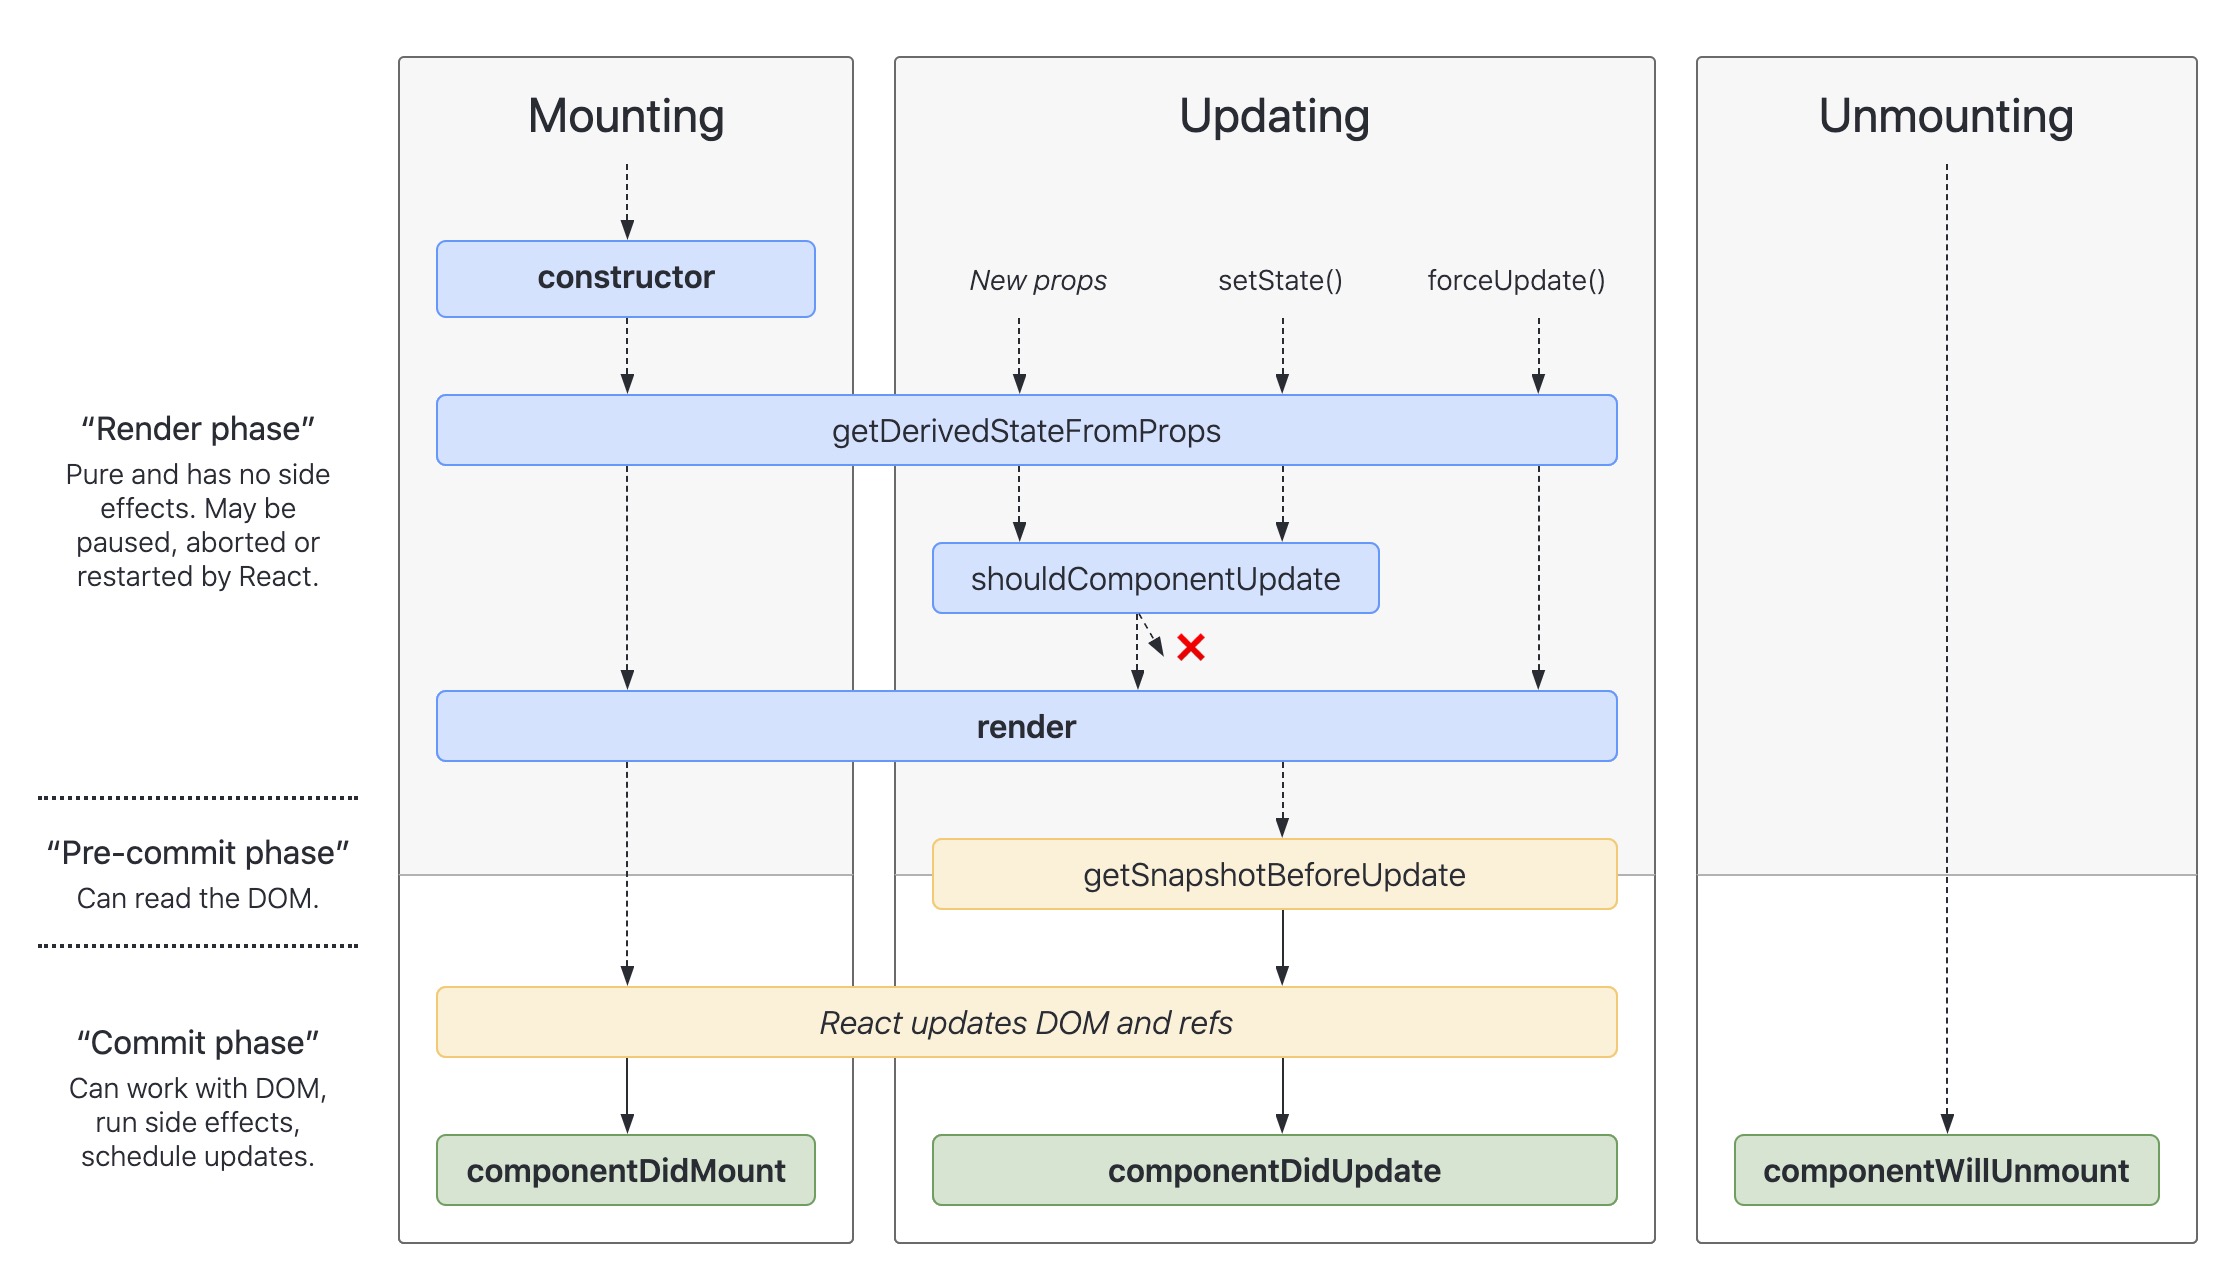 Mounting
Updating
Unmounting
constructor
New props
setState()
forceUpdate()
getDerivedStateFromProps
“Render phase”
Pure and has no side
effects. May be
paused, aborted or
restarted by React.
shouldComponentUpdate
render
“Pre-commit phase”
Can read the DOM.
getSnapshotBeforeUpdate
React updates DOM and refs
“Commit phase”
Can work with DOM,
run side effects,
schedule updates.
componentDidMount
componentDidUpdate
componentWillUnmount